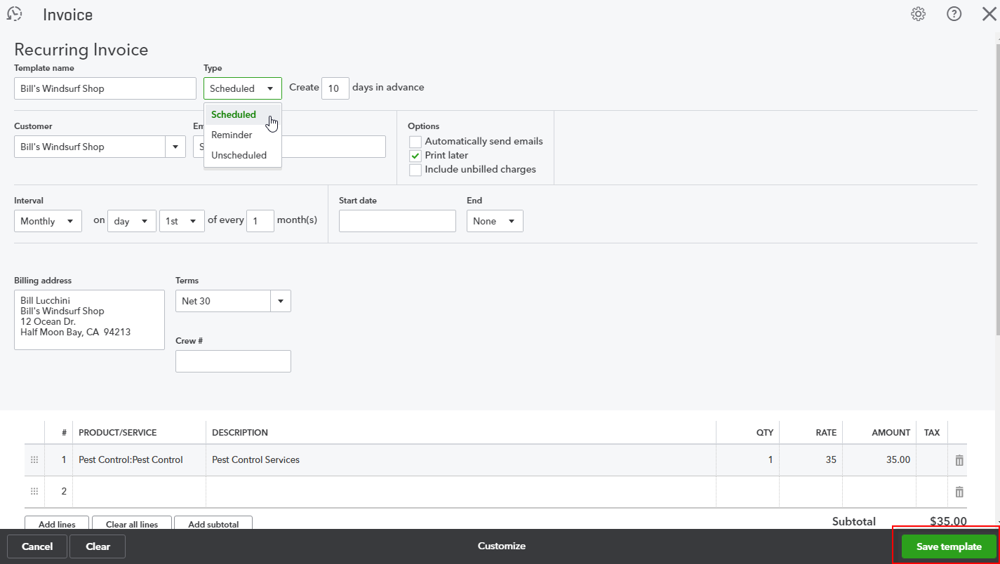 Invoice
Recurring Invoice
Template name Type
Bill's Windsurf Shop Scheduled Create 10 days in advance
Scheduled
Reminder
Unscheduled
Customer Options
Bill's Windsurf Shop Automatically send emails
Print later
Include unbilled charges
Interval Start date End
Monthly on day 1st of every 1 month(s) None
Billing address Terms
Bill Lucchini Net 30
Bill's Windsurf Shop
12 Ocean Dr.
Half Moon Bay, CA 94213
Crew #
# PRODUCT/SERVICE DESCRIPTION QTY RATE AMOUNT TAX
1 Pest Control:Pest Control Pest Control Services 1 35 35.00
2
Add lines Clear all lines Add subtotal Subtotal $35.00
Cancel Clear Customize Save template